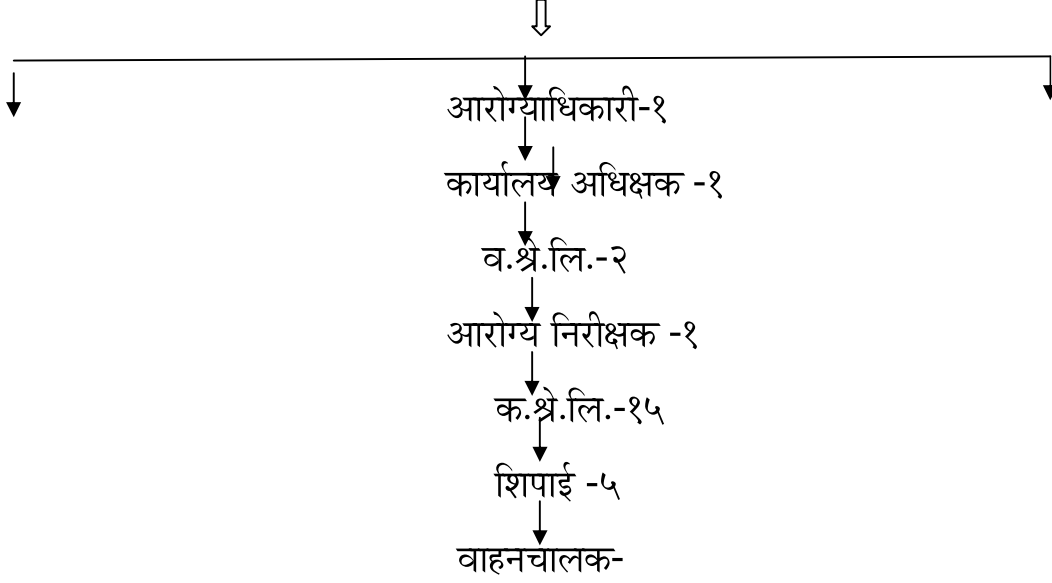 आरोग्याधिकारी-१
कार्यालय अधिक्षक -१
व.श्रे.लि.-२
आरोग्य निरीक्षक -१
क.श्रे.लि.-१५
शिपाई -५
वाहनचालक-